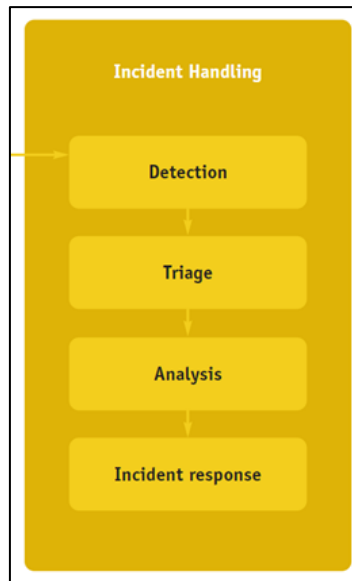 Incident Handling
Detection
Triage
Analysis
Incident response